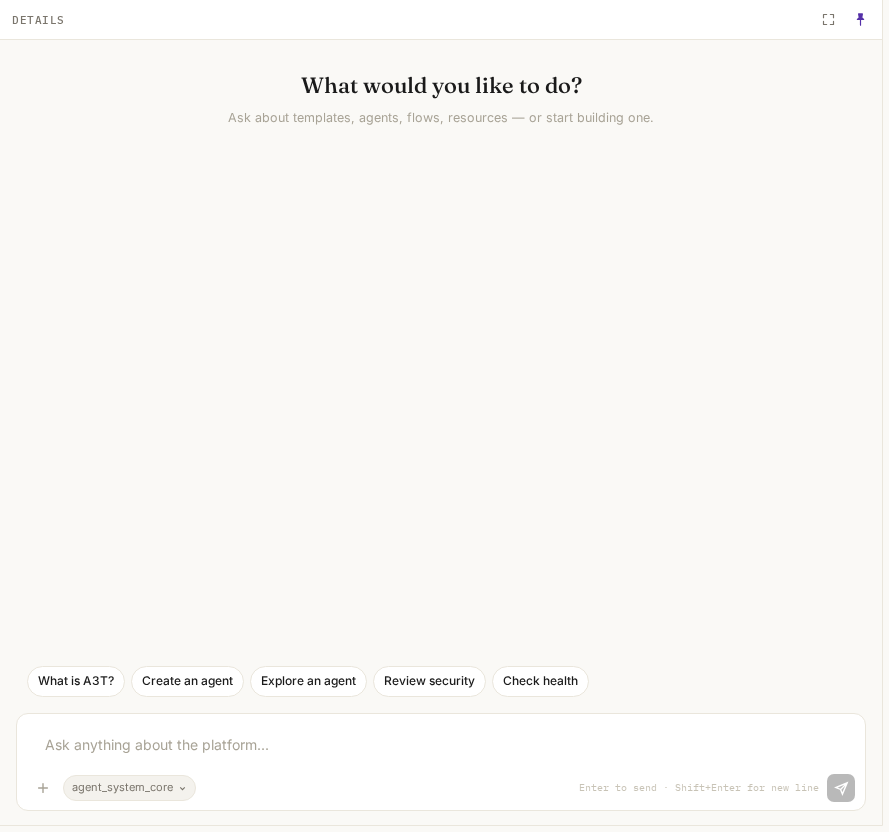 DETAILS
What would you like to do?
Ask about templates, agents, flows, resources — or start building one.
What is A3T?
Create an agent
Explore an agent
Review security
Check health
Ask anything about the platform...
agent_system_core
Enter to send · Shift+Enter for new line